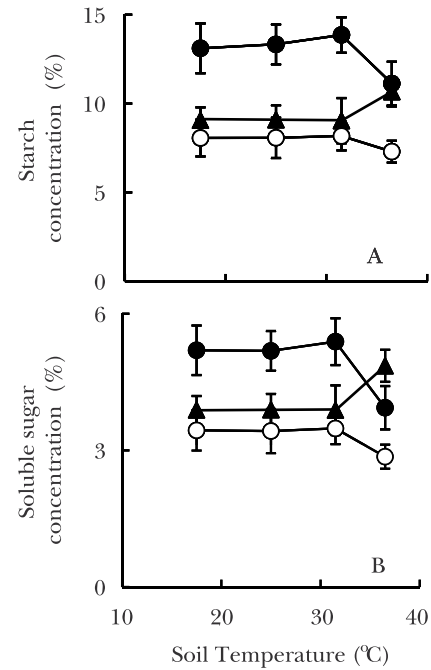 15
10
5
0
Starch
concentration (%)
A
6
3
0
Soluble sugar
concentration (%)
B
10 20 30 40
Soil Temperature (ºC)